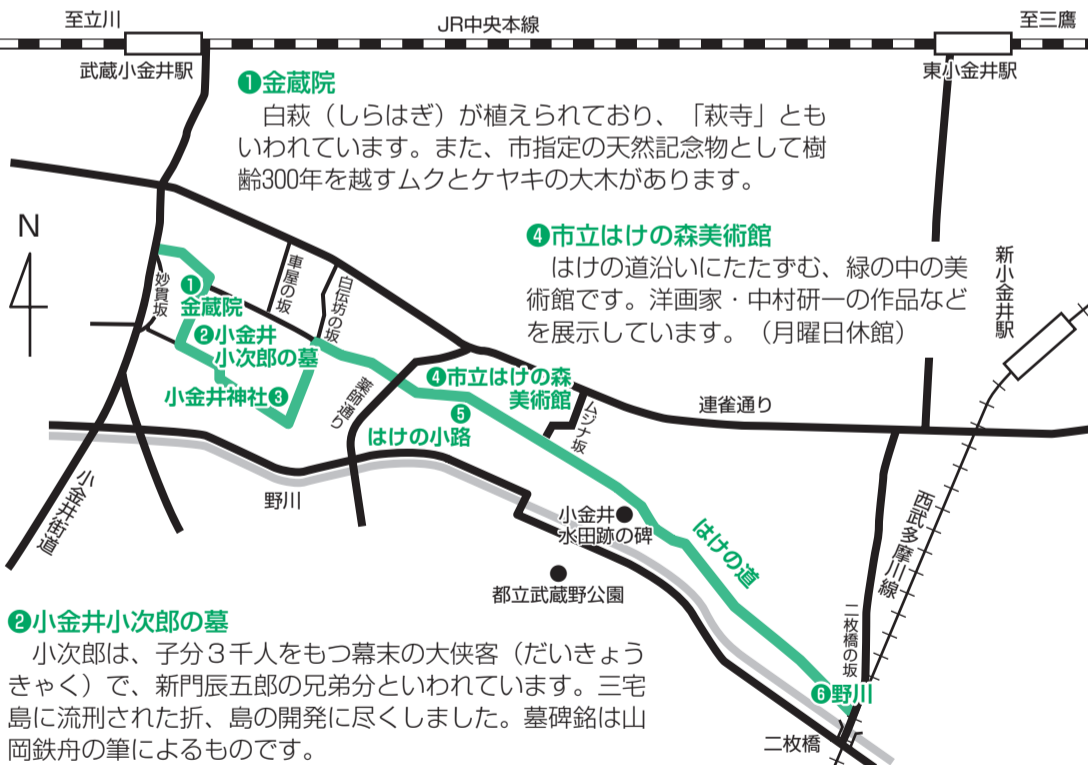 至立川
JR中央本線
至三鷹
武蔵小金井駅
東小金井駅
❶金蔵院
　白萩（しらはぎ）が植えられており、「萩寺」とも
いわれています。また、市指定の天然記念物として樹
齢300年を越すムクとケヤキの大木があります。
N
❹市立はけの森美術館
　はけの道沿いにたたずむ、緑の中の美
術館です。洋画家・中村研一の作品など
を展示しています。（月曜日休館）
新小金井駅
妙貫坂
❶
金蔵院
車屋の坂
白伝坊の坂
❷小金井
小次郎の墓
小金井神社❸
薬師通り
❹市立はけの森
美術館
❺
はけの小路
ムジナ坂
連雀通り
小金井街道
野川
小金井
水田跡の碑
はけの道
西武多摩川線
都立武蔵野公園
二枚橋の坂
❻野川
二枚橋
❷小金井小次郎の墓
　小次郎は、子分３千人をもつ幕末の大侠客（だいきょう
きゃく）で、新門辰五郎の兄弟分といわれています。三宅
島に流刑された折、島の開発に尽くしました。墓碑銘は山
岡鉄舟の筆によるものです。